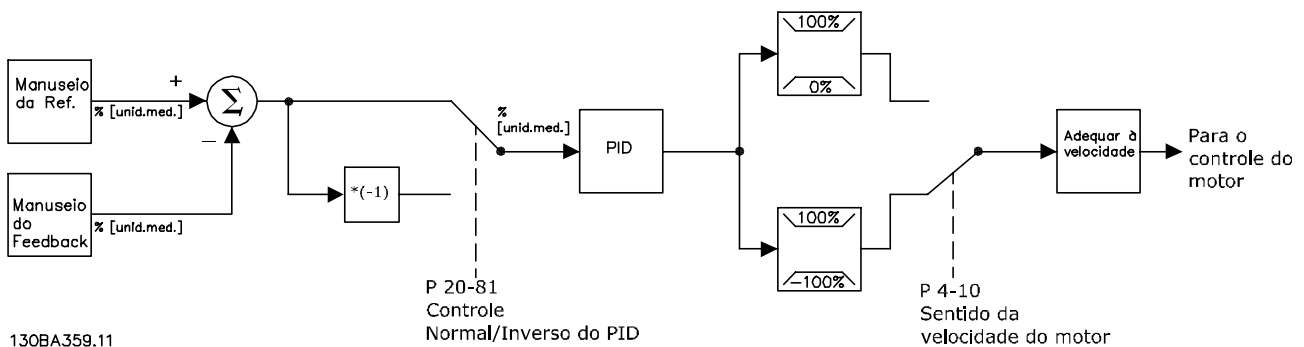 100%
0%
Manuseio
da Ref.
+
% [unid.med.]
Σ
−
Manuseio
do
Feedback
% [unid.med.]
*(-1)
%
[unid.med.]
PID
100%
-100%
Adequar à
velocidade
Para o
controle do
motor
P 20-81
Controle
Normal/Inverso do PID
P 4-10
Sentido da
velocidade do motor
130BA359.11